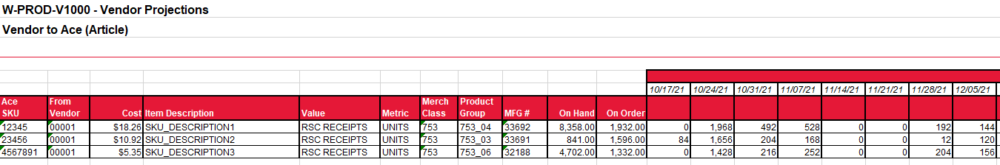 W-PROD-V1000 - Vendor Projections
Vendor to Ace (Article)
10/17/21 10/24/21 10/31/21 11/07/21 11/14/21 11/21/21 11/28/21 12/05/21
Ace From Merch Product
SKU Vendor Cost Item Description Value Metric Class Group MFG # On Hand On Order
12345 00001 $18.26 SKU_DESCRIPTION1 RSC RECEIPTS UNITS 753 753_04 33692 8,358.00 1,932.00 0 1,968 492 528 0 0 192 144
23456 00001 $10.92 SKU_DESCRIPTION2 RSC RECEIPTS UNITS 753 753_03 33691 841.00 1,596.00 84 1,656 204 168 0 0 12 120
4567891 00001 $5.35 SKU_DESCRIPTION3 RSC RECEIPTS UNITS 753 753_06 32188 4,702.00 1,332.00 0 1,428 216 252 0 0 204 156